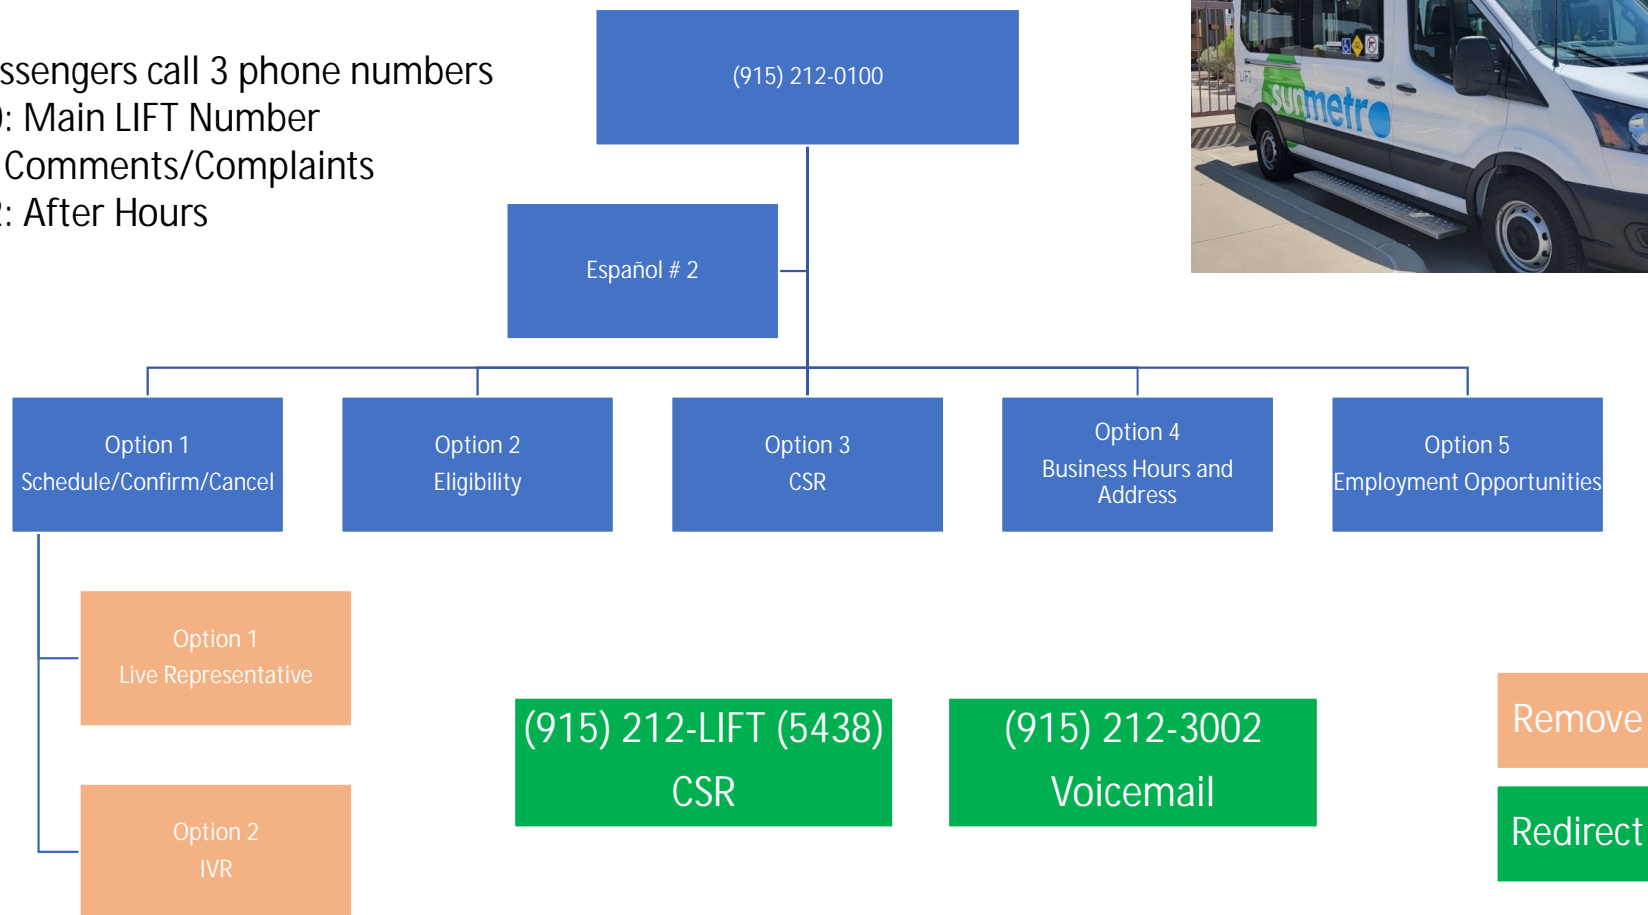 ssengers call 3 phone numbers
: Main LIFT Number
Comments/Complaints
: After Hours
(915) 212-0100
LIFT
sunmetro
Español # 2
Option 1
Schedule/Confirm/Cancel
Option 2
Eligibility
Option 3
CSR
Option 4
Business Hours and
Address
Option 5
Employment Opportunities
Option 1
Live Representative
Option 2
IVR
(915) 212-LIFT (5438)
CSR
(915) 212-3002
Voicemail
Remove
Redirect